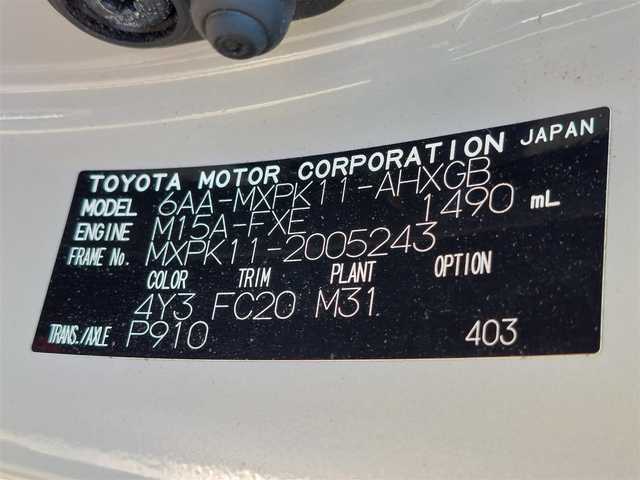 TOYOTA MOTOR CORPORATION JAPAN
MODEL 6AA-MXPK11-AHXGB
ENGINE M15A-FXE 1490 mL
FRAME No. MXPK11-2005243
COLOR TRIM PLANT OPTION
4Y3 FC20 M31
TRANS./AXLE P910 403